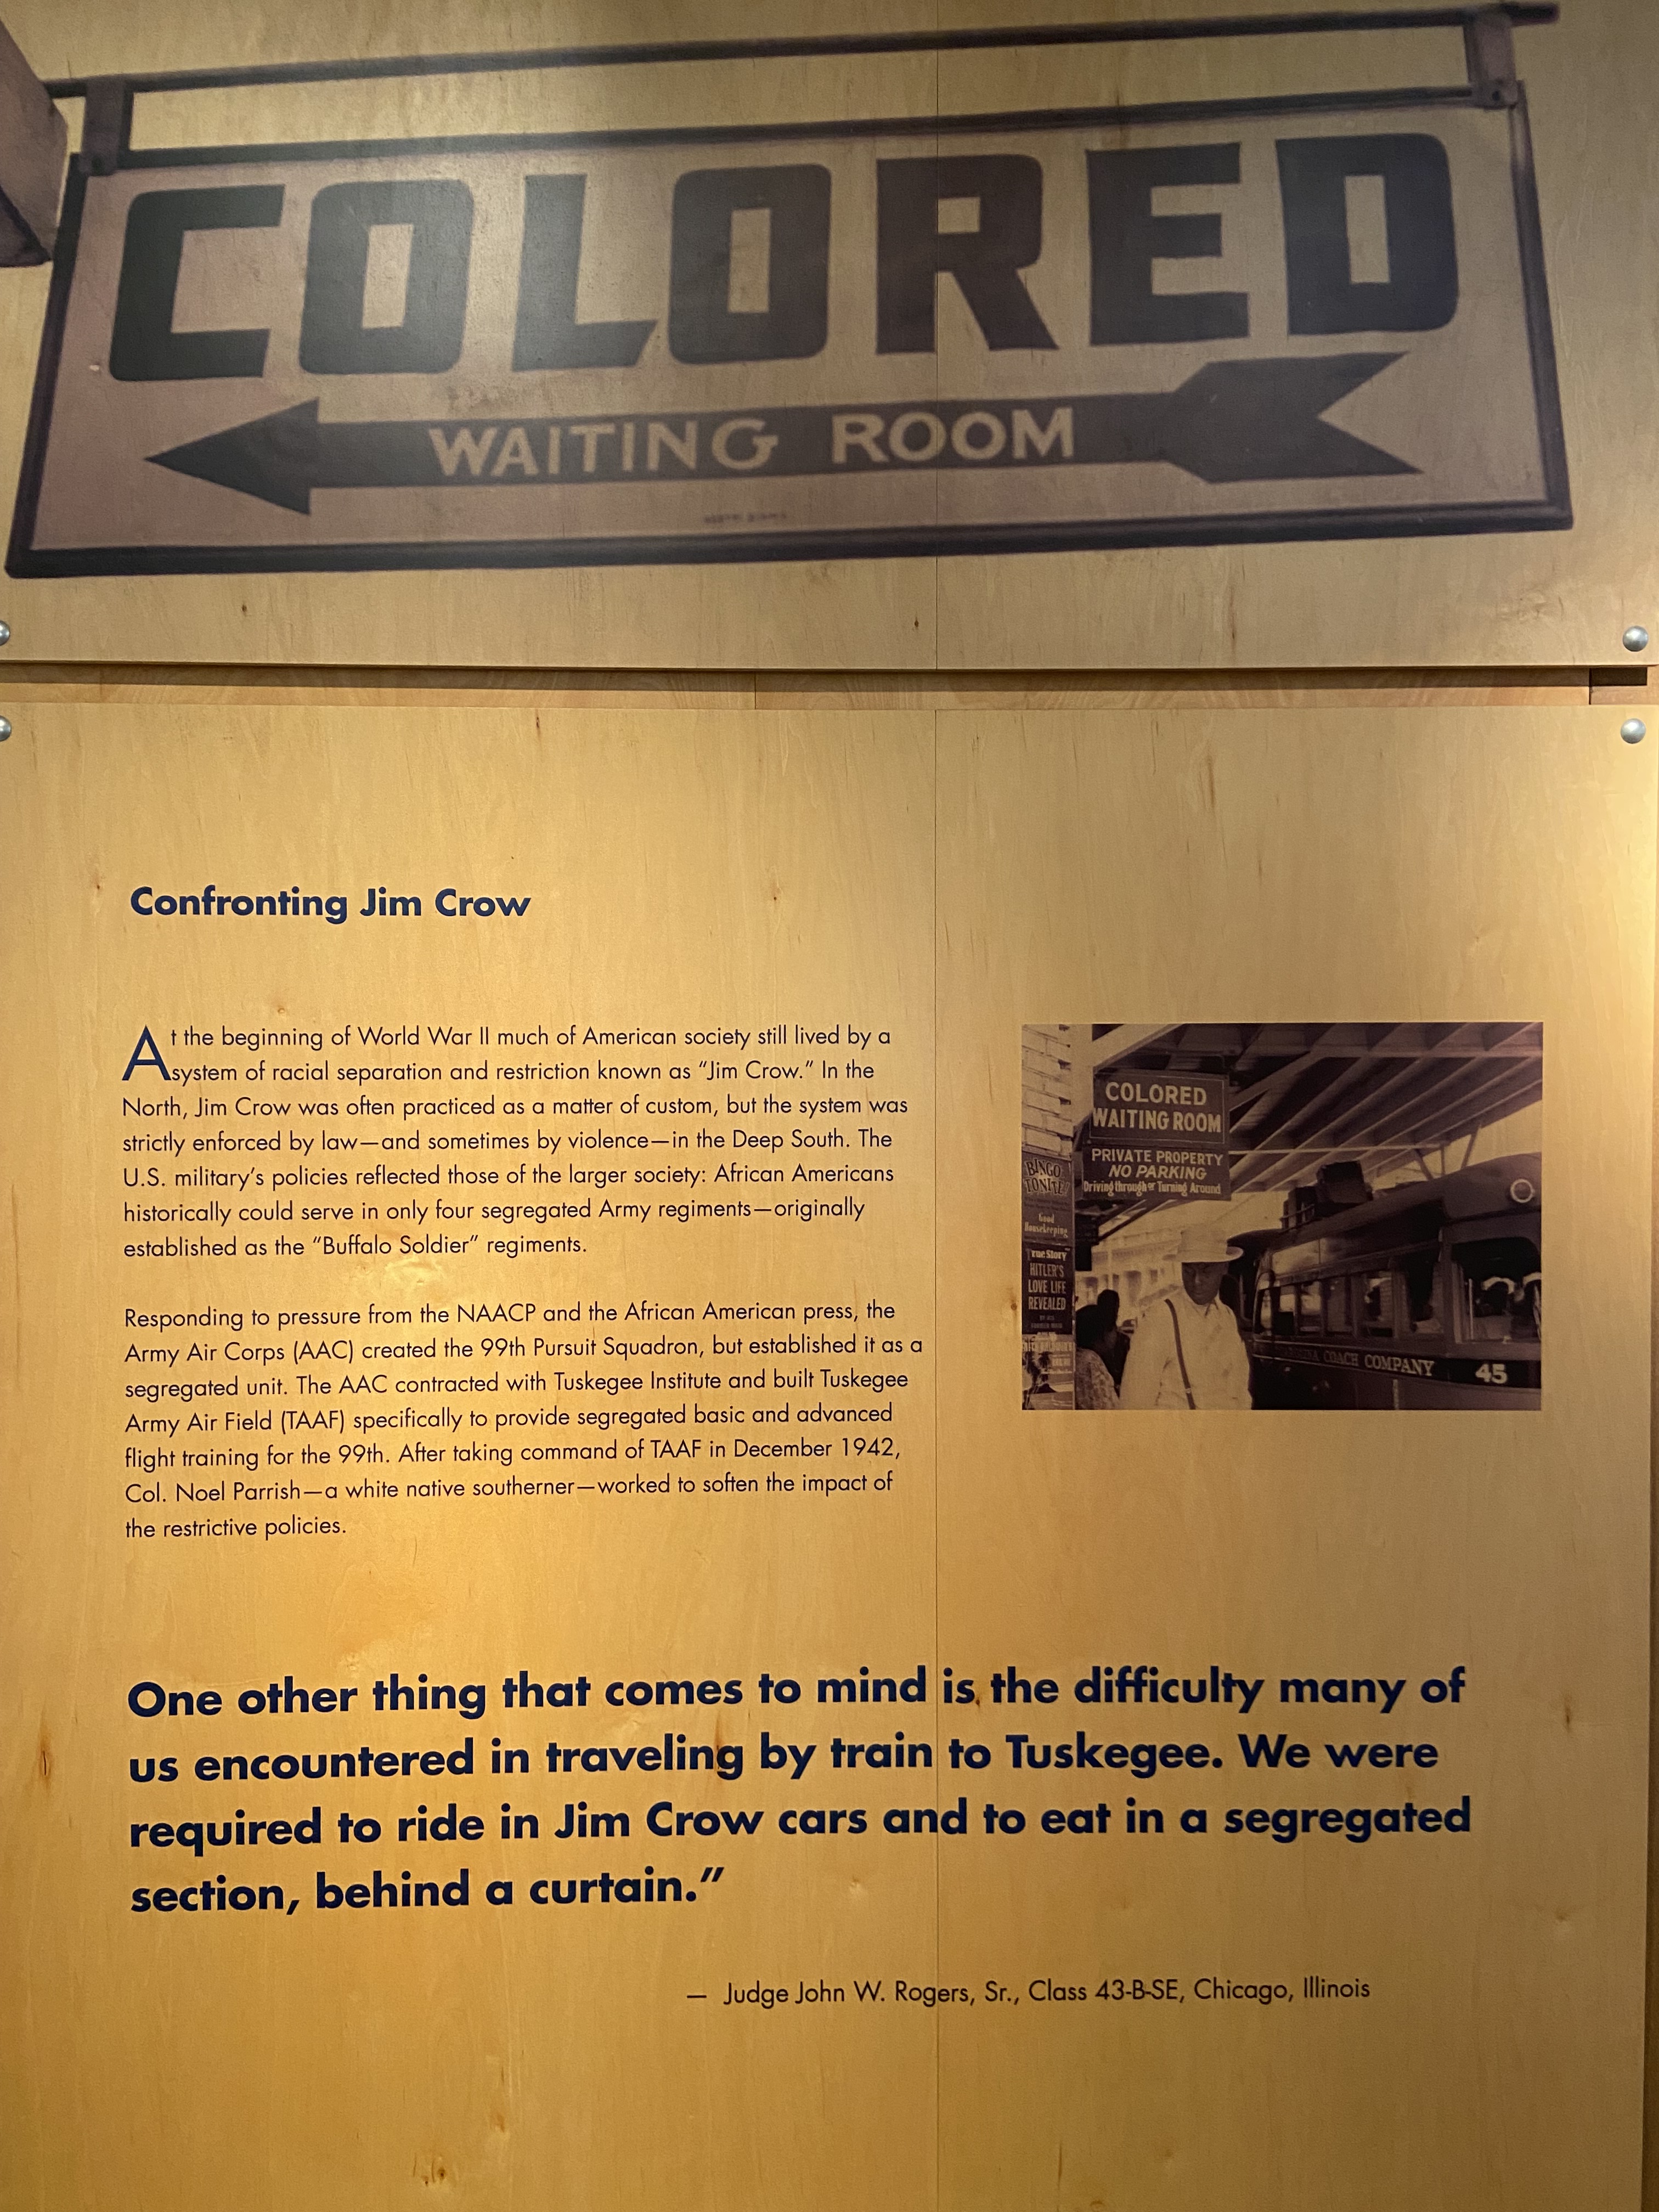 COLORED
WAITING ROOM
Confronting Jim Crow
At the beginning of World War II much of American society still lived by a
system of racial separation and restriction known as “Jim Crow.” In the
North, Jim Crow was often practiced as a matter of custom, but the system was
strictly enforced by law—and sometimes by violence—in the Deep South. The
U.S. military’s policies reflected those of the larger society: African Americans
historically could serve in only four segregated Army regiments—originally
established as the “Buffalo Soldier” regiments.
Responding to pressure from the NAACP and the African American press, the
Army Air Corps (AAC) created the 99th Pursuit Squadron, but established it as a
segregated unit. The AAC contracted with Tuskegee Institute and built Tuskegee
Army Air Field (TAAF) specifically to provide segregated basic and advanced
flight training for the 99th. After taking command of TAAF in December 1942,
Col. Noel Parrish—a white native southerner—worked to soften the impact of
the restrictive policies.
COLORED
WAITING ROOM
PRIVATE PROPERTY
NO PARKING
Driving through or Turning Around
BINGO
TONITE
Good
Housekeeping
True Story
HITLER'S
LOVE LIFE
REVEALED
COACH COMPANY
45
One other thing that comes to mind is the difficulty many of
us encountered in traveling by train to Tuskegee. We were
required to ride in Jim Crow cars and to eat in a segregated
section, behind a curtain.”
— Judge John W. Rogers, Sr., Class 43-B-SE, Chicago, Illinois